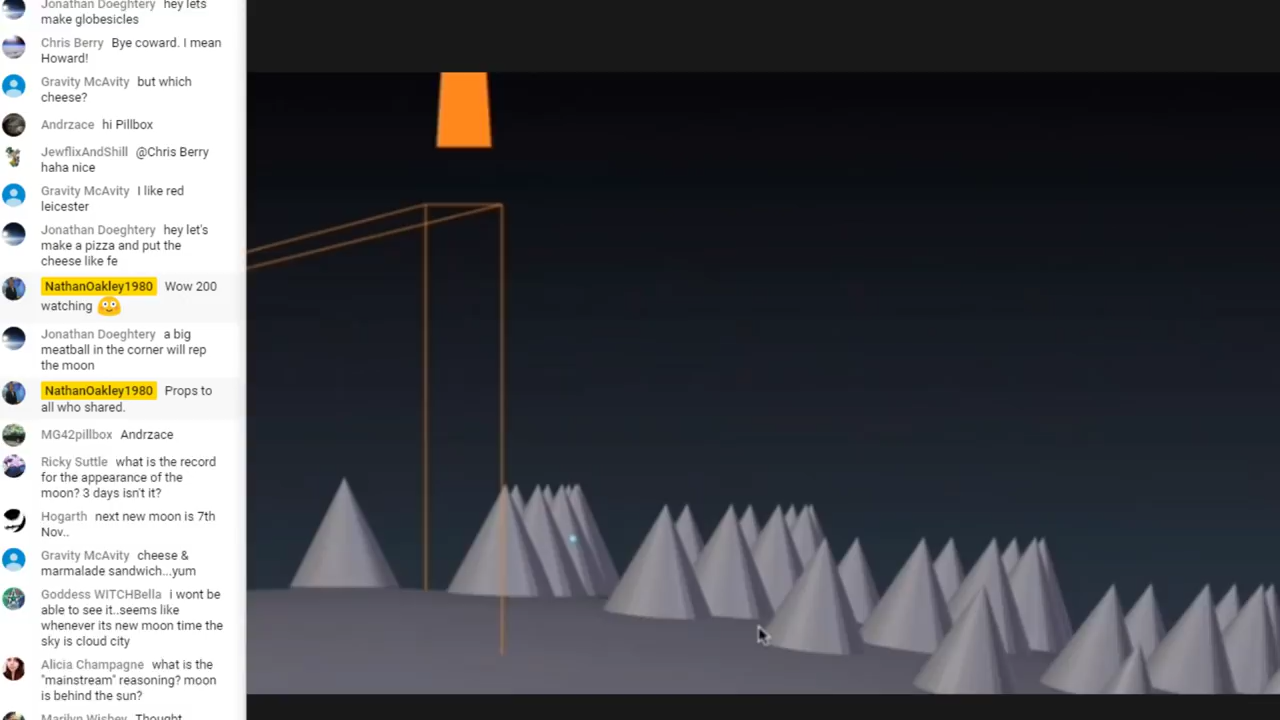 Jonathan Doeghtery hey lets
make globesicles
Chris Berry Bye coward. I mean
Howard!
Gravity McAvity but which
cheese?
Andrzace hi Pillbox
JewflixAndShill @Chris Berry
haha nice
Gravity McAvity I like red
leicester
Jonathan Doeghtery hey let's
make a pizza and put the
cheese like fe
NathanOakley1980 Wow 200
watching
Jonathan Doeghtery a big
meatball in the corner will rep
the moon
NathanOakley1980 Props to
all who shared.
MG42pillbox Andrzace
Ricky Suttle what is the record
for the appearance of the
moon? 3 days isn't it?
Hogarth next new moon is 7th
Nov..
Gravity McAvity cheese &
marmalade sandwich...yum
Goddess WITCHBella i wont be
able to see it..seems like
whenever its new moon time the
sky is cloud city
Alicia Champagne what is the
"mainstream" reasoning? moon
is behind the sun?
Marilyn Wisbey Thought